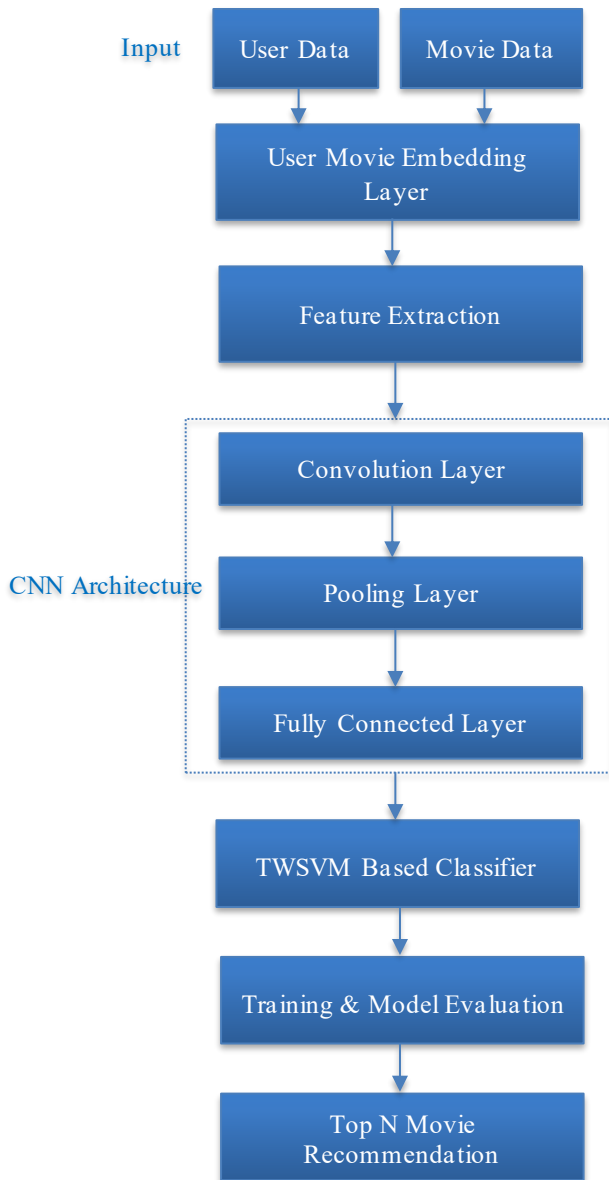 Input
User Data
Movie Data
User Movie Embedding
Layer
Feature Extraction
Convolution Layer
CNN Architecture
Pooling Layer
Fully Connected Layer
TWSVM Based Classifier
Training & Model Evaluation
Top N Movie
Recommendation